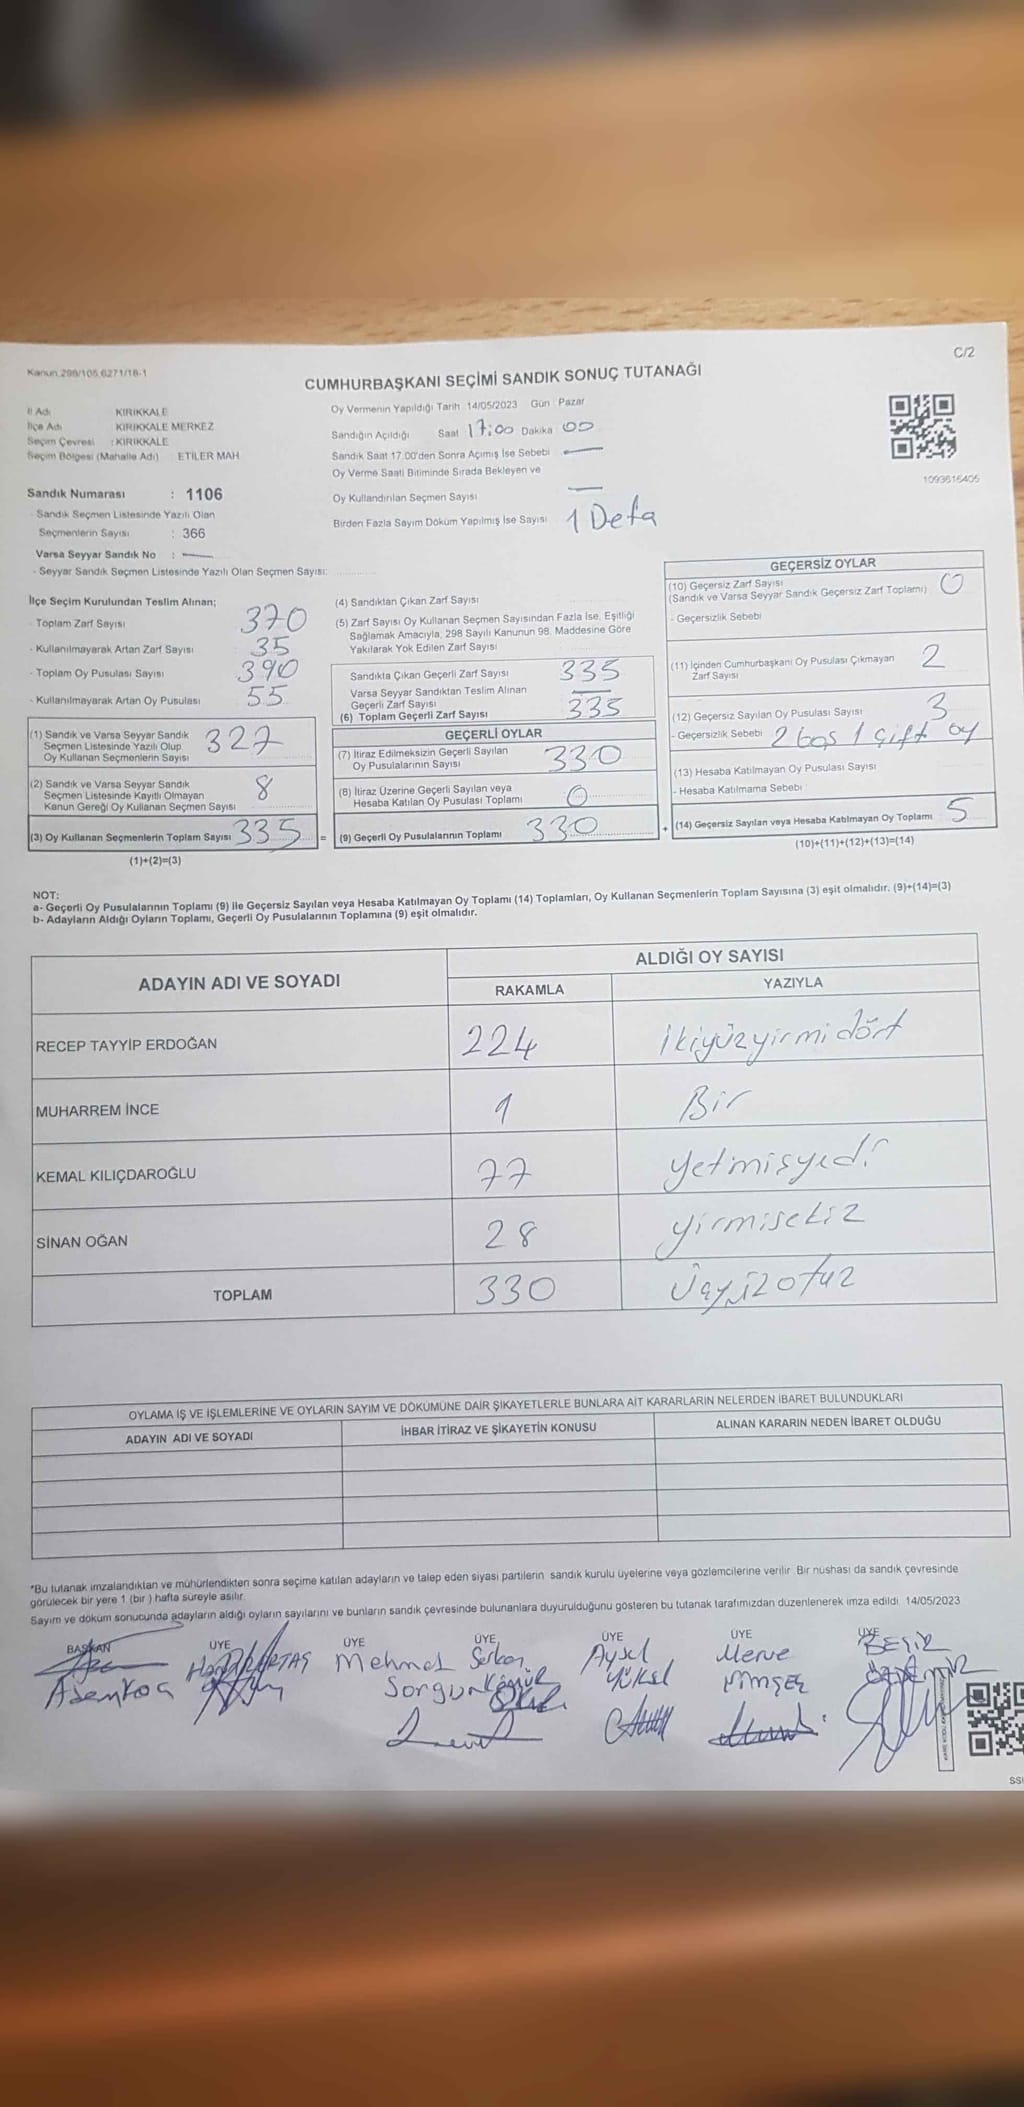 C/2
Kanun 298/105,6271/18-1
CUMHURBAŞKANI SEÇİMİ SANDIK SONUÇ TUTANAĞI
İl Adı KIRIKKALE
İlçe Adı KIRIKKALE MERKEZ
Seçim Çevresi : KIRIKKALE
Seçim Bölgesi (Mahalle Adı) ETİLER MAH
Sandık Numarası : 1106
- Sandık Seçmen Listesinde Yazılı Olan
Seçmenlerin Sayısı : 366
Varsa Seyyar Sandık No :
- Seyyar Sandık Seçmen Listesinde Yazılı Olan Seçmen Sayısı:
Oy Vermenin Yapıldığı Tarih 14/05/2023 Gün : Pazar
Sandığın Açıldığı Saat 17:00 Dakika 00
Sandık Saat 17.00'den Sonra Açımış İse Sebebi
Oy Verme Saati Bitiminde Sırada Bekleyen ve
Oy Kullandırılan Seçmen Sayısı
Birden Fazla Sayım Döküm Yapılmış İse Sayısı 1 Defa
1093616405
İlçe Seçim Kurulundan Teslim Alınan;
- Toplam Zarf Sayısı 370
- Kullanılmayarak Artan Zarf Sayısı 35
- Toplam Oy Pusulası Sayısı 390
- Kullanılmayarak Artan Oy Pusulası 55
(1) Sandık ve Varsa Seyyar Sandık
Seçmen Listesinde Yazılı Olup
Oy Kullanan Seçmenlerin Sayısı 327
(2) Sandık ve Varsa Seyyar Sandık
Seçmen Listesinde Kayıtlı Olmayan
Kanun Gereği Oy Kullanan Seçmen Sayısı 8
(3) Oy Kullanan Seçmenlerin Toplam Sayısı 335 =
(1)+(2)=(3)
(4) Sandıktan Çıkan Zarf Sayısı
(5) Zarf Sayısı Oy Kullanan Seçmen Sayısından Fazla İse, Eşitliği
Sağlamak Amacıyla, 298 Sayılı Kanunun 98. Maddesine Göre
Yakılarak Yok Edilen Zarf Sayısı
Sandıkta Çıkan Geçerli Zarf Sayısı 335
Varsa Seyyar Sandıktan Teslim Alınan
Geçerli Zarf Sayısı
(6) Toplam Geçerli Zarf Sayısı 335
GEÇERLİ OYLAR
(7) İtiraz Edilmeksizin Geçerli Sayılan
Oy Pusulalarının Sayısı 330
(8) İtiraz Üzerine Geçerli Sayılan veya
Hesaba Katılan Oy Pusulası Toplamı 0
(9) Geçerli Oy Pusulalarının Toplamı 330 +
GEÇERSİZ OYLAR
(10) Geçersiz Zarf Sayısı 0
(Sandık ve Varsa Seyyar Sandık Geçersiz Zarf Toplamı)
- Geçersizlik Sebebi
(11) İçinden Cumhurbaşkanı Oy Pusulası Çıkmayan 2
Zarf Sayısı
(12) Geçersiz Sayılan Oy Pusulası Sayısı 3
- Geçersizlik Sebebi 2 boş 1 çift oy
(13) Hesaba Katılmayan Oy Pusulası Sayısı
- Hesaba Katılmama Sebebi
(14) Geçersiz Sayılan veya Hesaba Katılmayan Oy Toplamı 5
(10)+(11)+(12)+(13)=(14)
NOT:
a- Geçerli Oy Pusulalarının Toplamı (9) ile Geçersiz Sayılan veya Hesaba Katılmayan Oy Toplamı (14) Toplamları, Oy Kullanan Seçmenlerin Toplam Sayısına (3) eşit olmalıdır. (9)+(14)=(3)
b- Adayların Aldığı Oyların Toplamı, Geçerli Oy Pusulalarının Toplamına (9) eşit olmalıdır.
ADAYIN ADI VE SOYADI ALDIĞI OY SAYISI
RAKAMLA YAZIYLA
RECEP TAYYİP ERDOĞAN 224 ikiyüzyirmi dört
MUHARREM İNCE 1 Bir
KEMAL KILIÇDAROĞLU 77 yetmişyedi
SİNAN OĞAN 28 yirmisekiz
TOPLAM 330 Üçyüzotuz
OYLAMA İŞ VE İŞLEMLERİNE VE OYLARIN SAYIM VE DÖKÜMÜNE DAİR ŞİKAYETLERLE BUNLARA AİT KARARLARIN NELERDEN İBARET BULUNDUKLARI
ADAYIN ADI VE SOYADI İHBAR İTİRAZ VE ŞİKAYETİN KONUSU ALINAN KARARIN NEDEN İBARET OLDUĞU
*Bu tutanak imzalandıktan ve mühürlendikten sonra seçime katılan adayların ve talep eden siyasi partilerin sandık kurulu üyelerine veya gözlemcilerine verilir. Bir nüshası da sandık çevresinde
görülecek bir yere 1 (bir) hafta süreyle asılır.
Sayım ve döküm sonucunda adayların aldığı oyların sayılarını ve bunların sandık çevresinde bulunanlara duyurulduğunu gösteren bu tutanak tarafımızdan düzenlenerek imza edildi. 14/05/2023
BAŞKAN ÜYE ÜYE ÜYE ÜYE ÜYE ÜYE
Mehmet Serkan Aysel Merve BEŞİR
Sorgun Yüksel